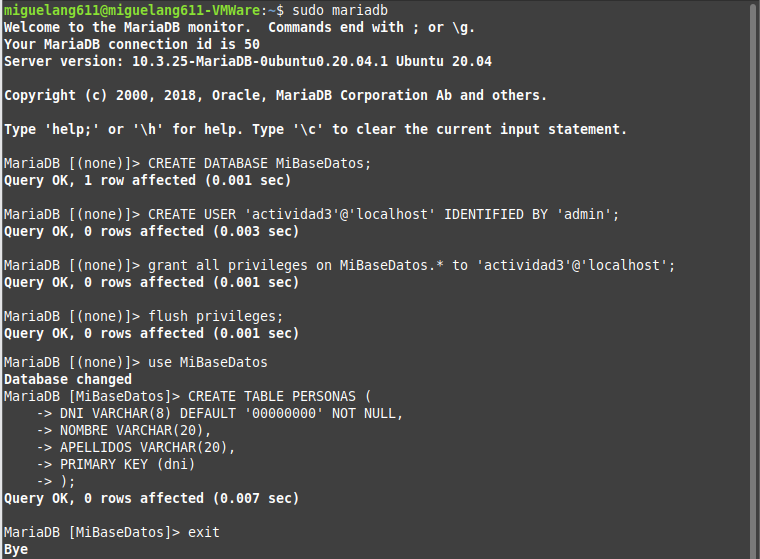 miguelang611@miguelang611-VMWare:~$ sudo mariadb
Welcome to the MariaDB monitor.  Commands end with ; or \g.
Your MariaDB connection id is 50
Server version: 10.3.25-MariaDB-0ubuntu0.20.04.1 Ubuntu 20.04
Copyright (c) 2000, 2018, Oracle, MariaDB Corporation Ab and others.
Type 'help;' or '\h' for help. Type '\c' to clear the current input statement.
MariaDB [(none)]> CREATE DATABASE MiBaseDatos;
Query OK, 1 row affected (0.001 sec)
MariaDB [(none)]> CREATE USER 'actividad3'@'localhost' IDENTIFIED BY 'admin';
Query OK, 0 rows affected (0.003 sec)
MariaDB [(none)]> grant all privileges on MiBaseDatos.* to 'actividad3'@'localhost';
Query OK, 0 rows affected (0.001 sec)
MariaDB [(none)]> flush privileges;
Query OK, 0 rows affected (0.001 sec)
MariaDB [(none)]> use MiBaseDatos
Database changed
MariaDB [MiBaseDatos]> CREATE TABLE PERSONAS (
    -> DNI VARCHAR(8) DEFAULT '00000000' NOT NULL,
    -> NOMBRE VARCHAR(20),
    -> APELLIDOS VARCHAR(20),
    -> PRIMARY KEY (dni)
    -> );
Query OK, 0 rows affected (0.007 sec)
MariaDB [MiBaseDatos]> exit
Bye